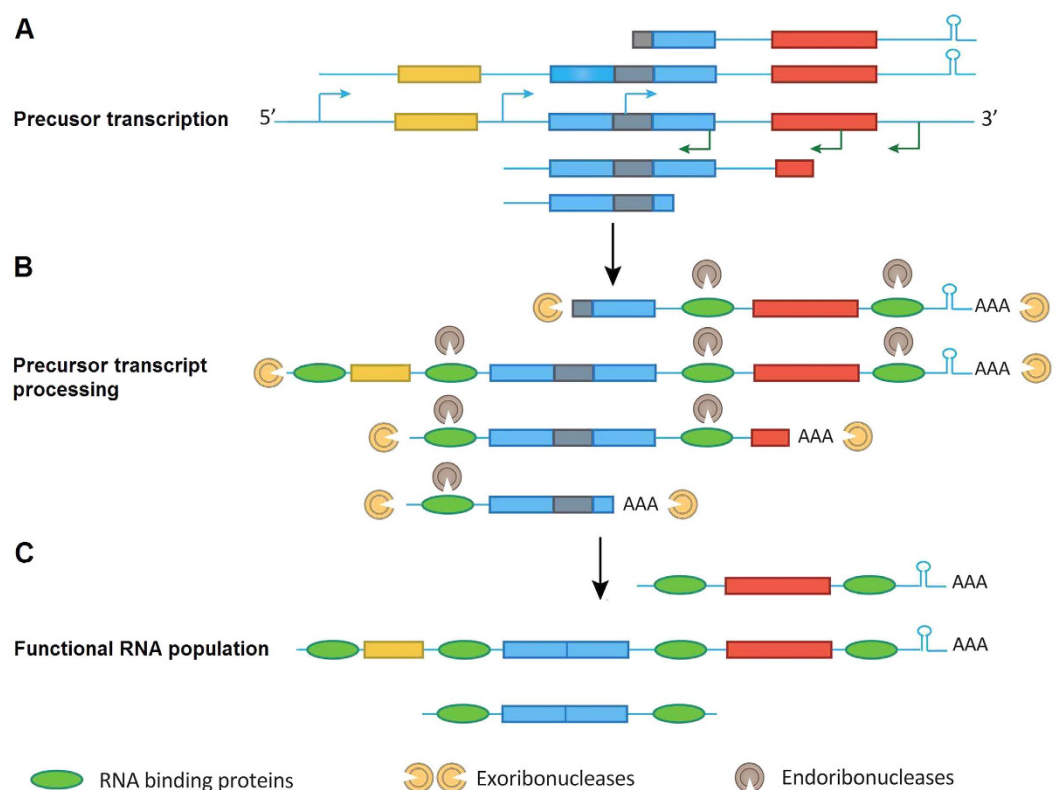 A
Precusor transcription
5’
3’
B
AAA
Precursor transcript
processing
AAA
AAA
AAA
C
AAA
Functional RNA population
AAA
RNA binding proteins
Exoribonucleases
Endoribonucleases